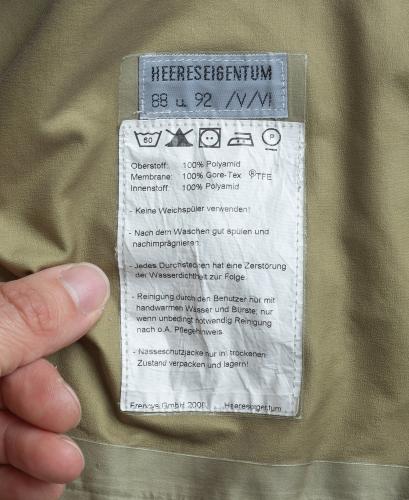 HEERESEIGENTUM
88 u. 92 /V/VI
60 P
Oberstoff: 100% Polyamid
Membrane: 100% Gore-Tex PTFE
Innenstoff: 100% Polyamid
- Keine Weichspüler verwenden!
- Nach dem Waschen gut spülen und
nachimprägnieren.
- Jedes Durchstechen hat eine Zerstörung
der Wasserdichtheit zur Folge.
- Reinigung durch den Benutzer nur mit
handwarmen Wasser und Bürste; nur
wenn unbedingt notwendig Reinigung
nach o.A. Pflegehinweis.
- Nässeschutzjacke nur in trockenen
Zustand verpacken und lagern!
GmbH Heereseigentum